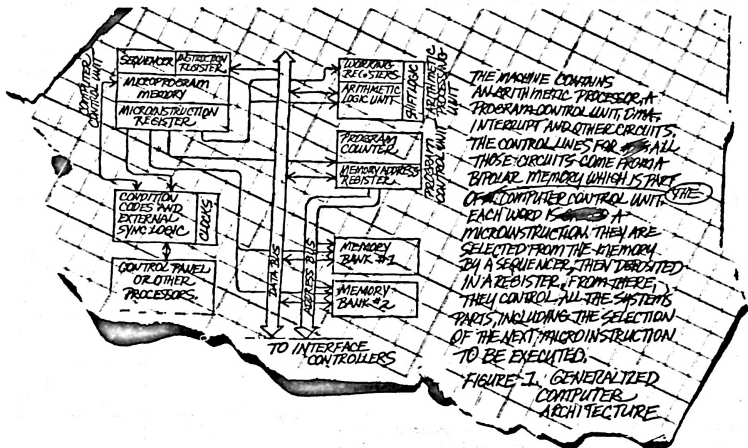 COMPUTER
CONTROL UNIT
SEQUENCER
INSTRUCTION
REGISTER
MICROPROGRAM
MEMORY
MICROINSTRUCTION
REGISTER
WORKING
REGISTERS
ARITHMETIC
LOGIC UNIT
SHIFT LOGIC
ARITHMETIC
PROCESSING
UNIT
PROGRAM
COUNTER
MEMORY ADDRESS
REGISTER
PROGRAM
CONTROL UNIT
CONDITION
CODES AND
EXTERNAL
SYNC LOGIC
CLOCKS
CONTROL PANEL
OR OTHER
PROCESSORS.
DATA BUS
ADDRESS BUS
MEMORY
BANK #1
MEMORY
BANK #2
TO INTERFACE
CONTROLLERS
THE MACHINE CONTAINS
AN ARITHMETIC PROCESSOR, A
PROGRAM CONTROL UNIT, DMA,
INTERRUPT AND OTHER CIRCUITS.
THE CONTROL LINES FOR ALL
THOSE CIRCUITS COME FROM A
BIPOLAR MEMORY WHICH IS PART
OF THE COMPUTER CONTROL UNIT.
EACH WORD IS A
MICROINSTRUCTION. THEY ARE
SELECTED FROM THE MEMORY
BY A SEQUENCER, THEN DEPOSITED
IN A REGISTER. FROM THERE,
THEY CONTROL ALL THE SYSTEMS
PARTS, INCLUDING THE SELECTION
OF THE NEXT MICROINSTRUCTION
TO BE EXECUTED.
FIGURE 1. GENERALIZED
COMPUTER
ARCHITECTURE